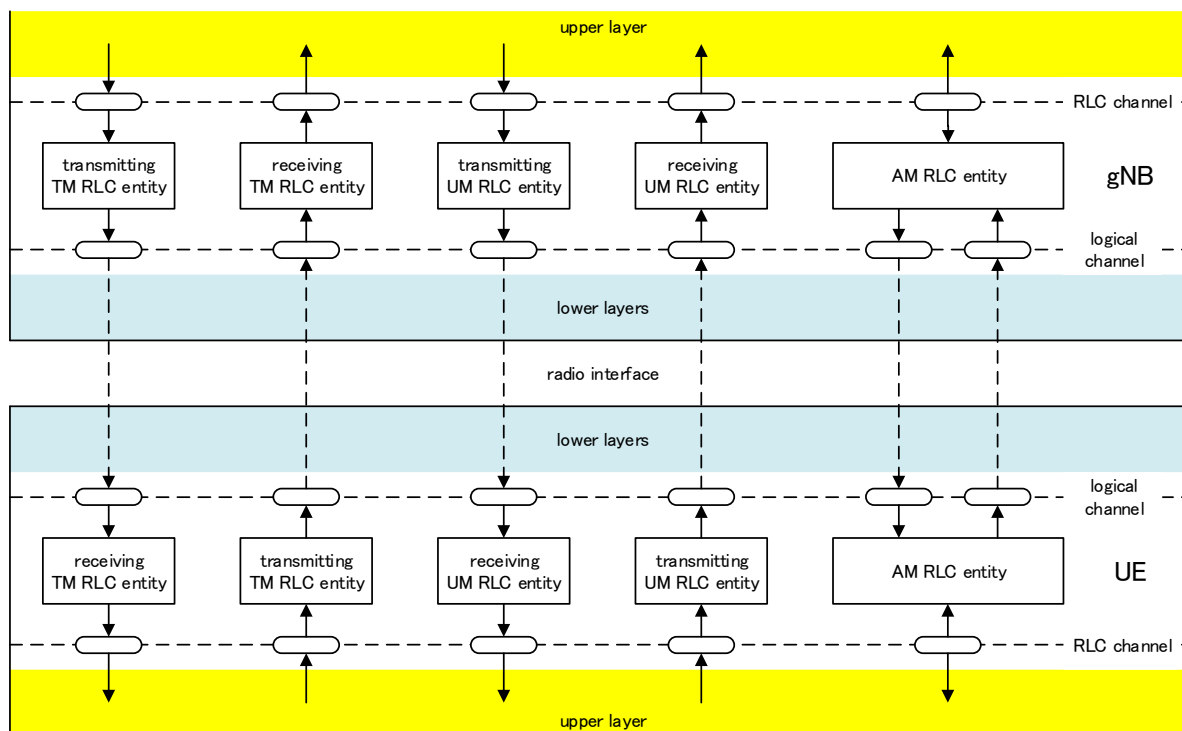 upper layer
RLC channel
transmitting
TM RLC entity
receiving
TM RLC entity
transmitting
UM RLC entity
receiving
UM RLC entity
AM RLC entity
gNB
logical
channel
lower layers
radio interface
lower layers
logical
channel
receiving
TM RLC entity
transmitting
TM RLC entity
receiving
UM RLC entity
transmitting
UM RLC entity
AM RLC entity
UE
RLC channel
upper layer